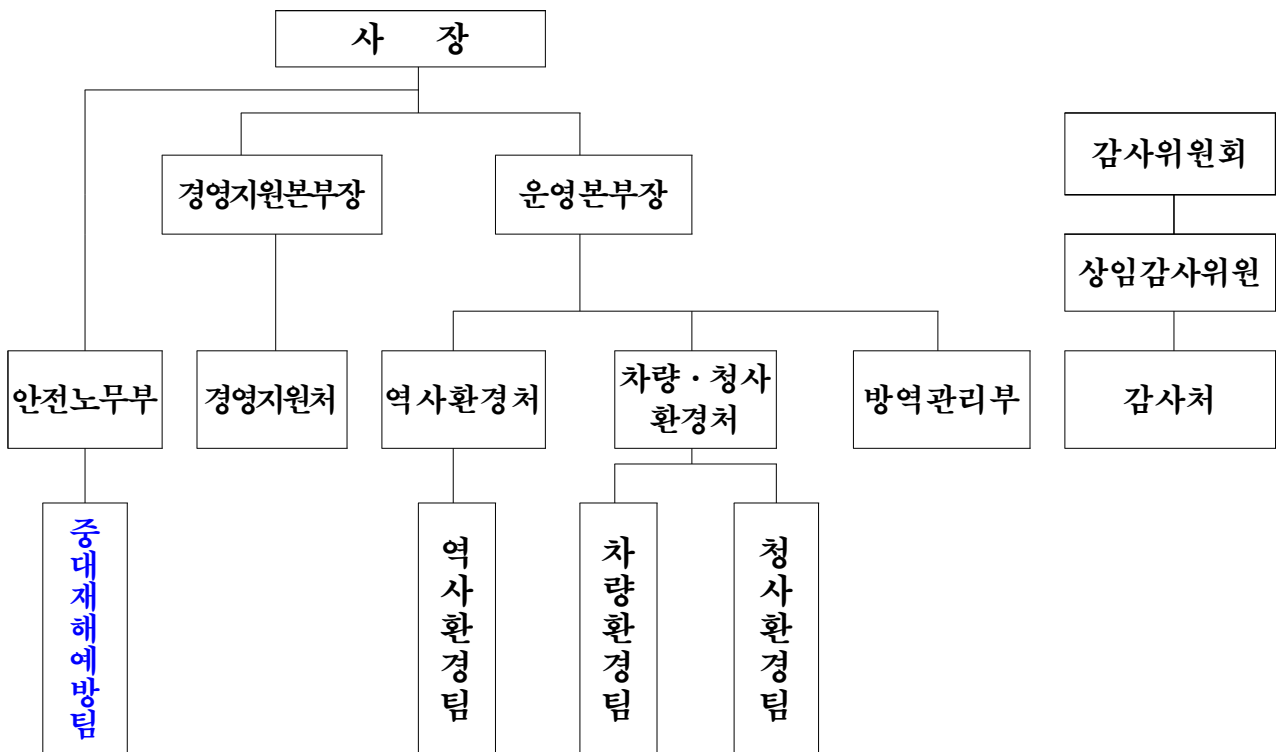 사 장
감사위원회
경영지원본부장
운영본부장
상임감사위원
안전노무부
경영지원처
역사환경처
차량·청사
환경처
방역관리부
감사처
중대재해예방팀
역사환경팀
차량환경팀
청사환경팀